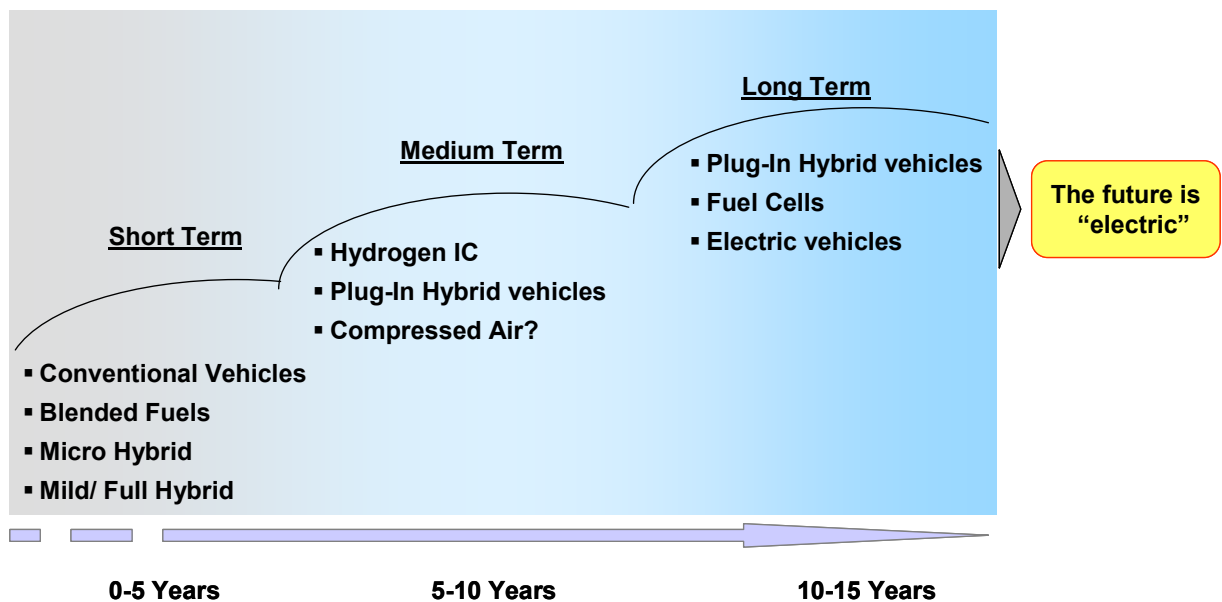 Short Term
▪ Conventional Vehicles
▪ Blended Fuels
▪ Micro Hybrid
▪ Mild/ Full Hybrid
Medium Term
▪ Hydrogen IC
▪ Plug-In Hybrid vehicles
▪ Compressed Air?
Long Term
▪ Plug-In Hybrid vehicles
▪ Fuel Cells
▪ Electric vehicles
The future is
“electric”
0-5 Years
5-10 Years
10-15 Years